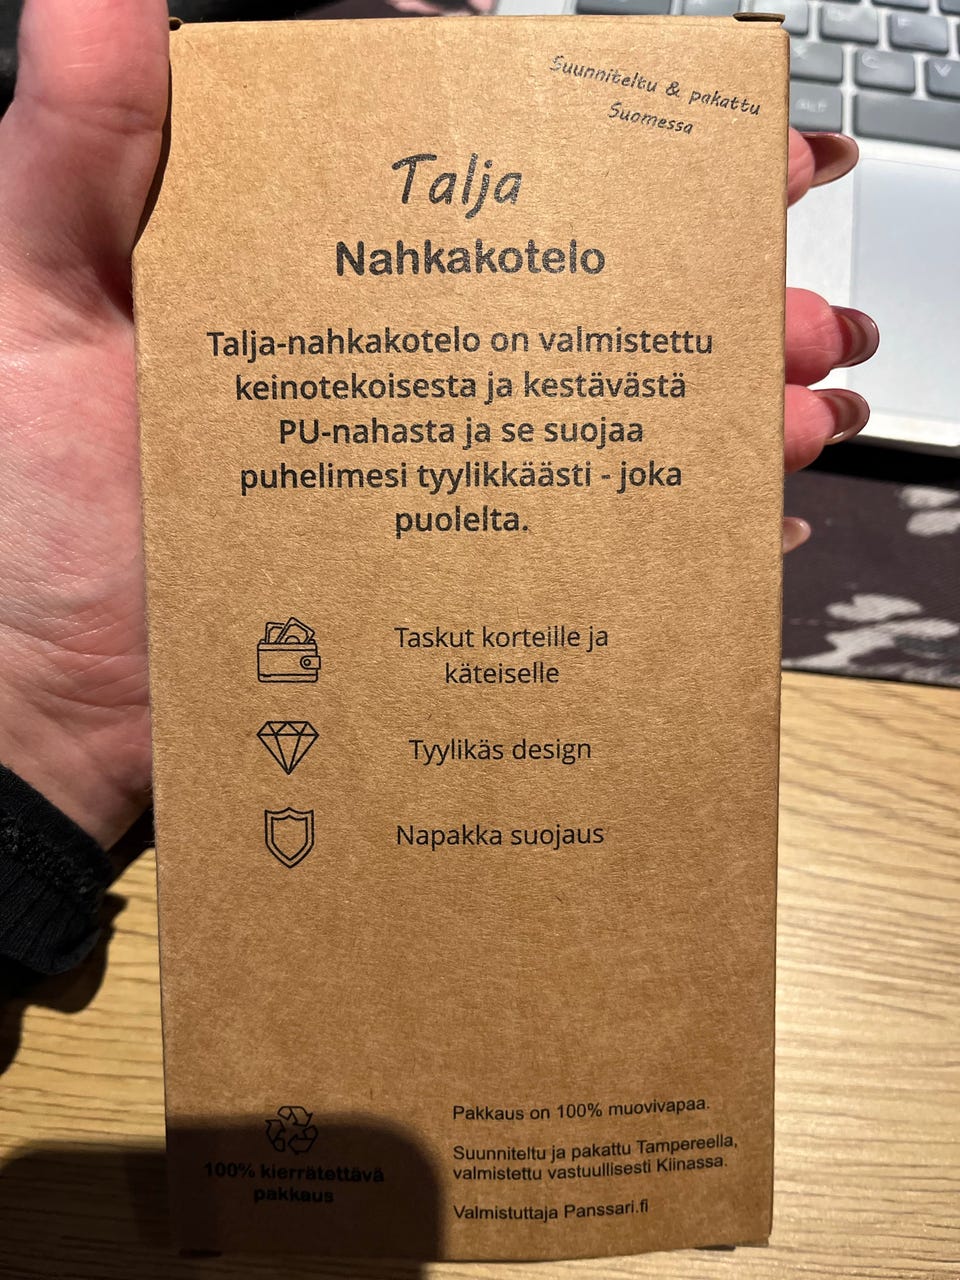 Suunniteltu & pakattu
Suomessa
Talja
Nahkakotelo
Talja-nahkakotelo on valmistettu
keinotekoisesta ja kestävästä
PU-nahasta ja se suojaa
puhelimesi tyylikkäästi - joka
puolelta.
Taskut korteille ja
käteiselle
Tyylikäs design
Napakka suojaus
100% kierrätettävä
pakkaus
Pakkaus on 100% muovivapaa.
Suunniteltu ja pakattu Tampereella,
valmistettu vastuullisesti Kiinassa.
Valmistuttaja Panssari.fi